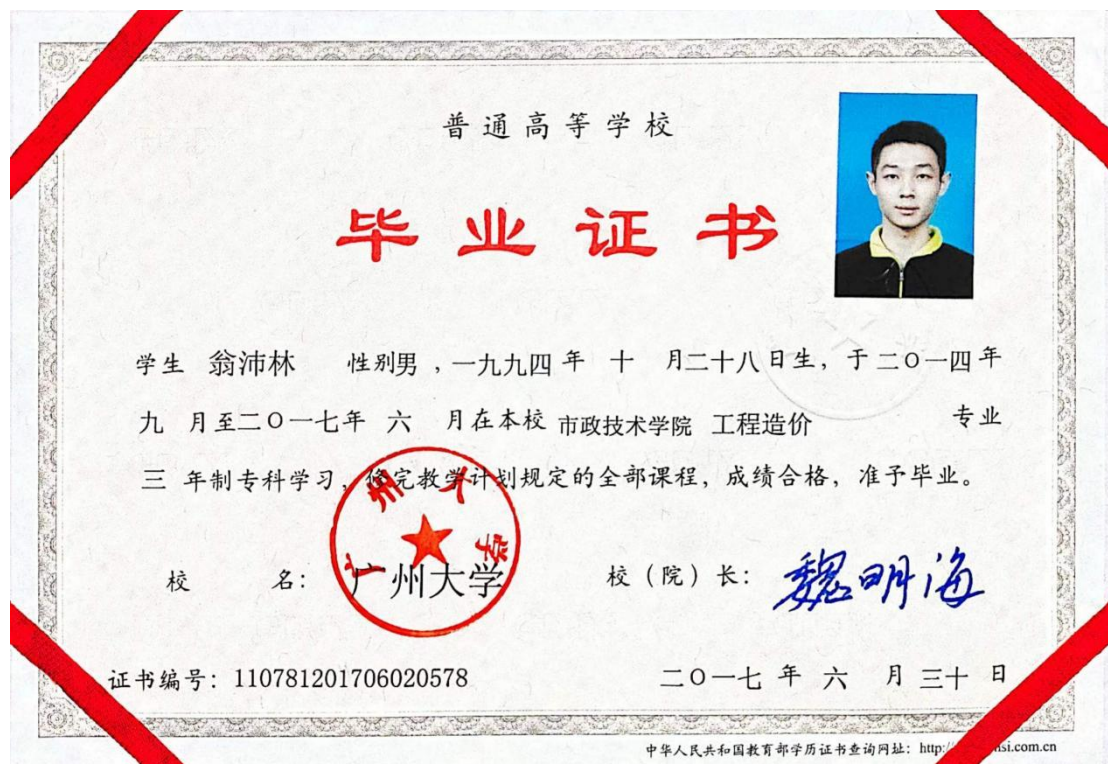 普通高等学校
毕业证书
学生 翁沛林 性别男，一九九四年 十 月二十八日生，于二〇一四年
九 月至二〇一七年 六 月在本校 市政技术学院 工程造价 专业
三 年制专科学习，修完教学计划规定的全部课程，成绩合格，准予毕业。
广州大学
校 名：广州大学 校（院）长：魏明海
证书编号：110781201706020578 二〇一七年 六 月 三十 日
中华人民共和国教育部学历证书查询网址：http: si.com.cn